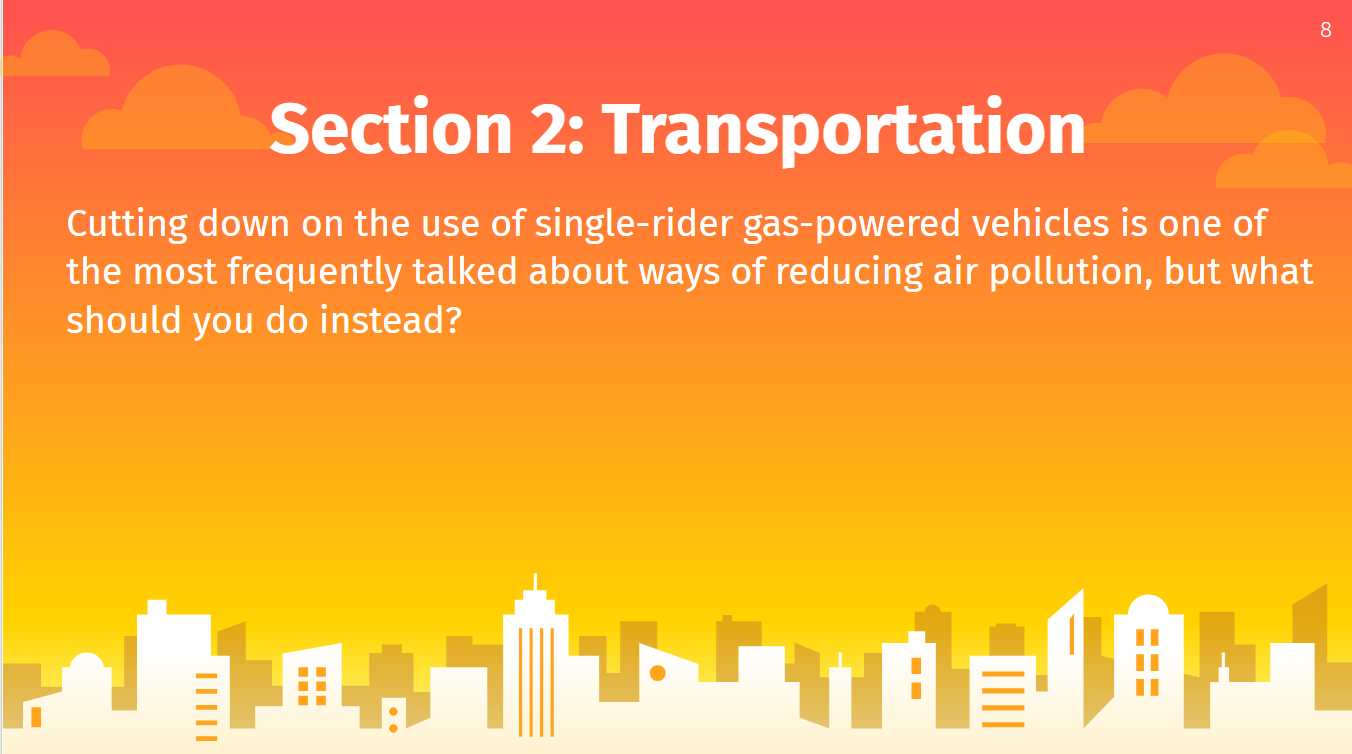 8
Section 2: Transportation
Cutting down on the use of single-rider gas-powered vehicles is one of
the most frequently talked about ways of reducing air pollution, but what
should you do instead?